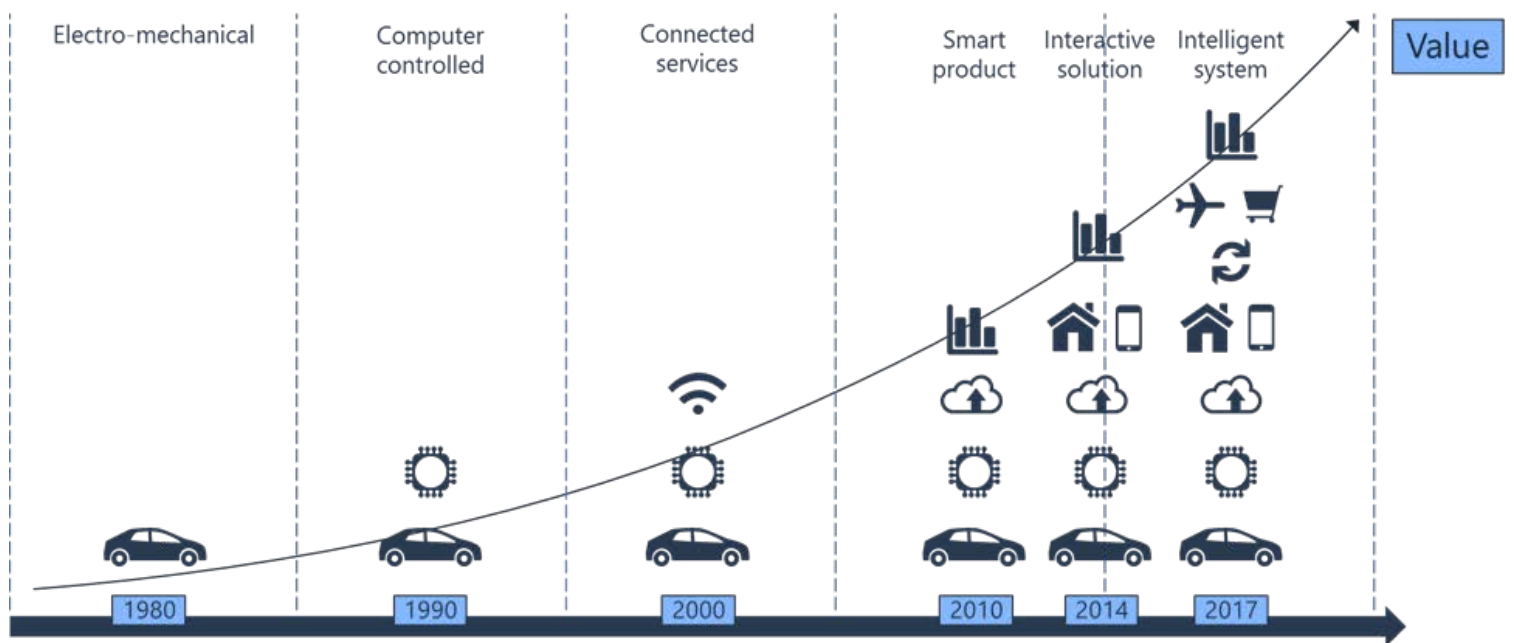 Electro-mechanical
Computer
controlled
Connected
services
Smart
product
Interactive
solution
Intelligent
system
Value
1980
1990
2000
2010
2014
2017